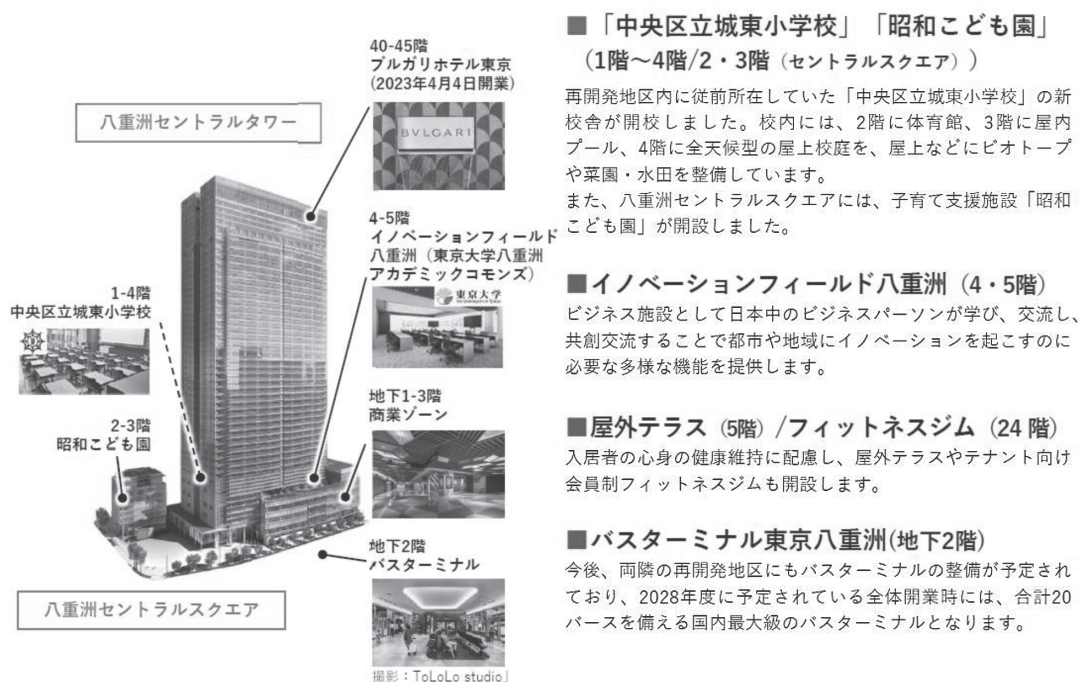 40-45階
ブルガリホテル東京
(2023年4月4日開業)
八重洲セントラルタワー
BVLGARI
4-5階
イノベーションフィールド
八重洲（東京大学八重洲
アカデミックコモンズ）
東京大学
1-4階
中央区立城東小学校
地下1-3階
商業ゾーン
2-3階
昭和こども園
地下2階
バスターミナル
八重洲セントラルスクエア
撮影：ToLoLo studio」
■「中央区立城東小学校」「昭和こども園」
（1階～4階/2・3階（セントラルスクエア））
再開発地区内に従前所在していた「中央区立城東小学校」の新
校舎が開校しました。校内には、2階に体育館、3階に屋内
プール、4階に全天候型の屋上校庭を、屋上などにビオトープ
や菜園・水田を整備しています。
また、八重洲セントラルスクエアには、子育て支援施設「昭和
こども園」が開設しました。
■イノベーションフィールド八重洲（4・5階）
ビジネス施設として日本中のビジネスパーソンが学び、交流し、
共創交流することで都市や地域にイノベーションを起こすのに
必要な多様な機能を提供します。
■屋外テラス（5階）/フィットネスジム（24 階）
入居者の心身の健康維持に配慮し、屋外テラスやテナント向け
会員制フィットネスジムも開設します。
■バスターミナル東京八重洲(地下2階)
今後、両隣の再開発地区にもバスターミナルの整備が予定され
ており、2028年度に予定されている全体開業時には、合計20
バースを備える国内最大級のバスターミナルとなります。